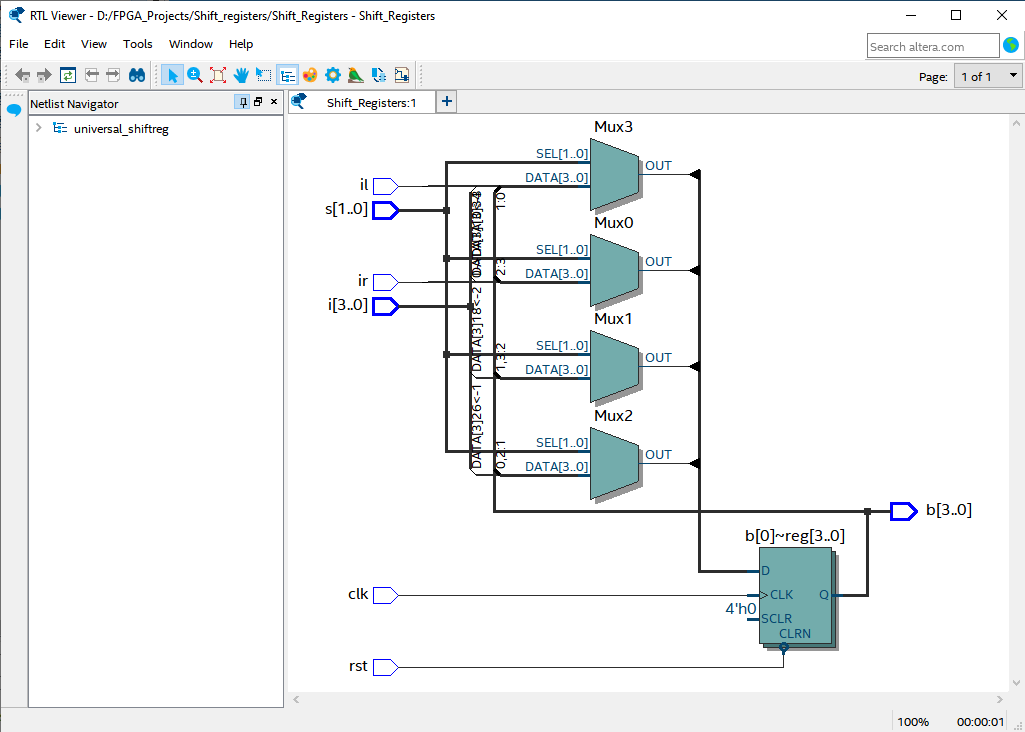 RTL Viewer - D:/FPGA_Projects/Shift_registers/Shift_Registers - Shift_Registers
File Edit View Tools Window Help
Search altera.com
Page: 1 of 1
Netlist Navigator
Shift_Registers:1
universal_shiftreg
Mux3
SEL[1..0]
OUT
DATA[3..0]
il
s[1..0]
1:0
Mux0
SEL[1..0]
OUT
2:3
DATA[3..0]
ir
i[3..0]
DATA[3]18<-2
Mux1
SEL[1..0]
OUT
1,3:2
DATA[3..0]
DATA[3]26<-1
Mux2
SEL[1..0]
OUT
0,2:1
DATA[3..0]
b[3..0]
b[0]~reg[3..0]
D
clk
CLK
Q
4'h0
SCLR
CLRN
rst
100% 00:00:01